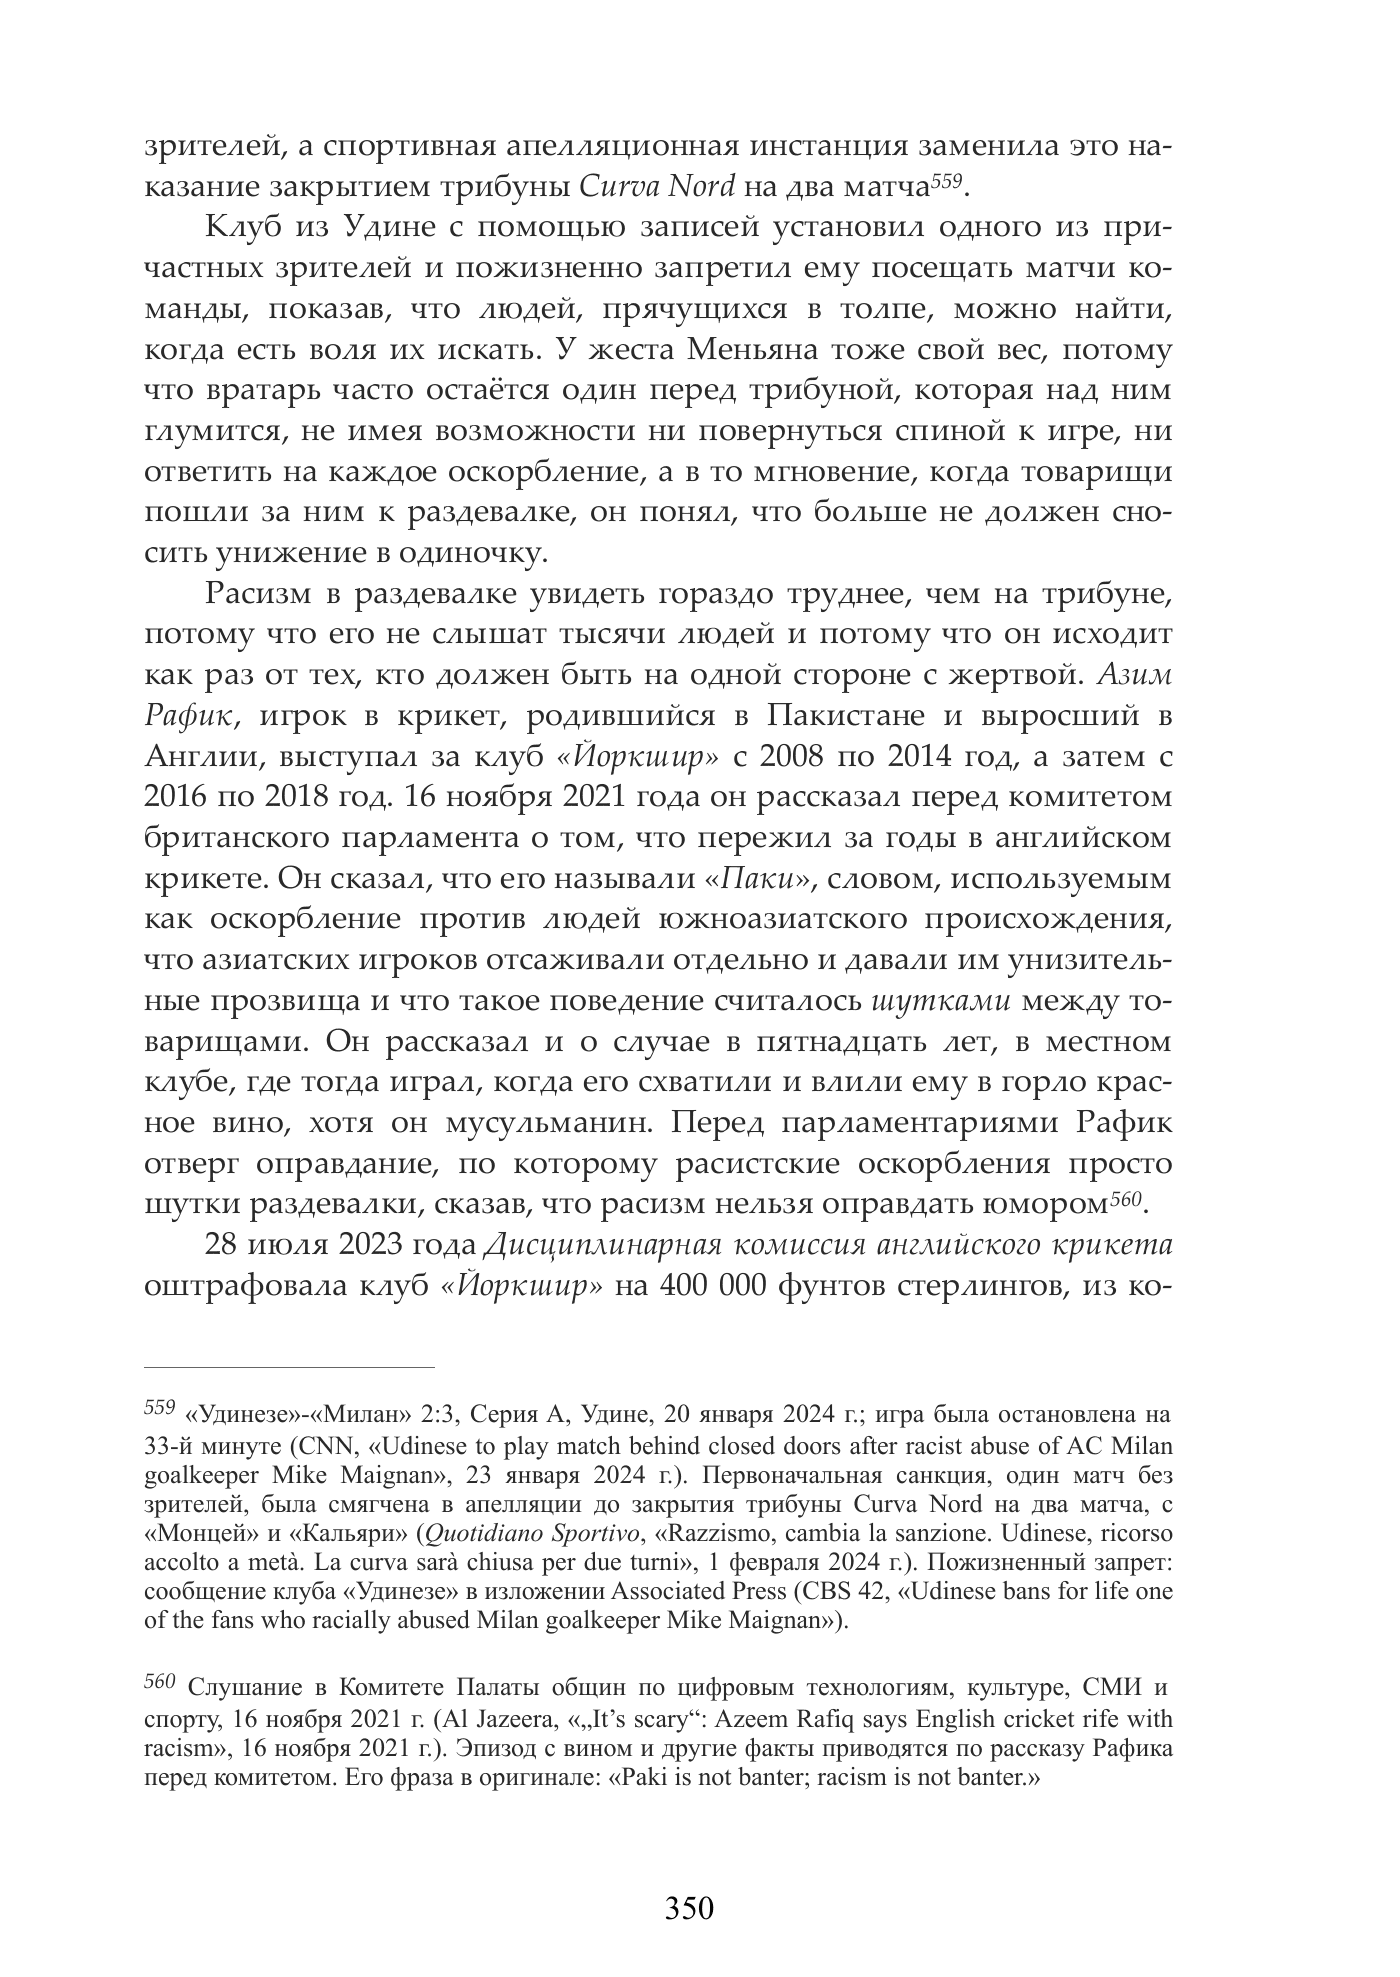 зрителей, а спортивная апелляционная инстанция заменила это на-
казание закрытием трибуны Curva Nord на два матча559.
Клуб из Удине с помощью записей установил одного из при-
частных зрителей и пожизненно запретил ему посещать матчи ко-
манды, показав, что людей, прячущихся в толпе, можно найти,
когда есть воля их искать. У жеста Меньяна тоже свой вес, потому
что вратарь часто остаётся один перед трибуной, которая над ним
глумится, не имея возможности ни повернуться спиной к игре, ни
ответить на каждое оскорбление, а в то мгновение, когда товарищи
пошли за ним к раздевалке, он понял, что больше не должен сно-
сить унижение в одиночку.
Расизм в раздевалке увидеть гораздо труднее, чем на трибуне,
потому что его не слышат тысячи людей и потому что он исходит
как раз от тех, кто должен быть на одной стороне с жертвой. Азим
Рафик, игрок в крикет, родившийся в Пакистане и выросший в
Англии, выступал за клуб «Йоркшир» с 2008 по 2014 год, а затем с
2016 по 2018 год. 16 ноября 2021 года он рассказал перед комитетом
британского парламента о том, что пережил за годы в английском
крикете. Он сказал, что его называли «Паки», словом, используемым
как оскорбление против людей южноазиатского происхождения,
что азиатских игроков отсаживали отдельно и давали им унизитель-
ные прозвища и что такое поведение считалось шутками между то-
варищами. Он рассказал и о случае в пятнадцать лет, в местном
клубе, где тогда играл, когда его схватили и влили ему в горло крас-
ное вино, хотя он мусульманин. Перед парламентариями Рафик
отверг оправдание, по которому расистские оскорбления просто
шутки раздевалки, сказав, что расизм нельзя оправдать юмором560.
28 июля 2023 года Дисциплинарная комиссия английского крикета
оштрафовала клуб «Йоркшир» на 400 000 фунтов стерлингов, из ко-
559 «Удинезе»-«Милан» 2:3, Серия А, Удине, 20 января 2024 г.; игра была остановлена на
33-й минуте (CNN, «Udinese to play match behind closed doors after racist abuse of AC Milan
goalkeeper Mike Maignan», 23 января 2024 г.). Первоначальная санкция, один матч без
зрителей, была смягчена в апелляции до закрытия трибуны Curva Nord на два матча, с
«Монцей» и «Кальяри» (Quotidiano Sportivo, «Razzismo, cambia la sanzione. Udinese, ricorso
accolto a metà. La curva sarà chiusa per due turni», 1 февраля 2024 г.). Пожизненный запрет:
сообщение клуба «Удинезе» в изложении Associated Press (CBS 42, «Udinese bans for life one
of the fans who racially abused Milan goalkeeper Mike Maignan»).
560 Слушание в Комитете Палаты общин по цифровым технологиям, культуре, СМИ и
спорту, 16 ноября 2021 г. (Al Jazeera, «„It’s scary“: Azeem Rafiq says English cricket rife with
racism», 16 ноября 2021 г.). Эпизод с вином и другие факты приводятся по рассказу Рафика
перед комитетом. Его фраза в оригинале: «Paki is not banter; racism is not banter.»
350